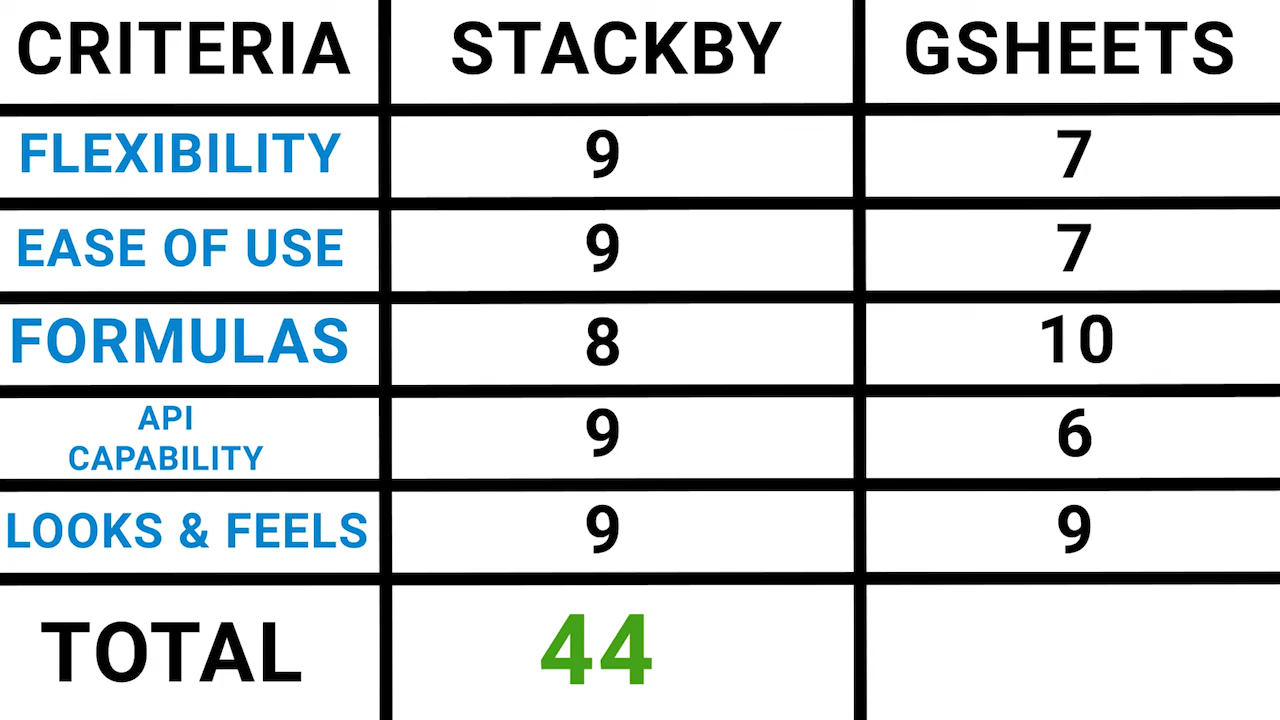 CRITERIA STACKBY GSHEETS
FLEXIBILITY 9 7
EASE OF USE 9 7
FORMULAS 8 10
API
CAPABILITY 9 6
LOOKS & FEELS 9 9
TOTAL 44